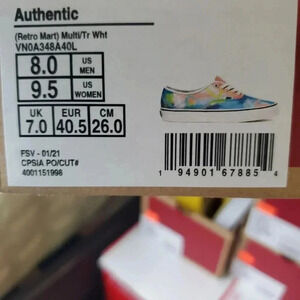 Authentic
(Retro Mart) Multi/Tr Wht
VN0A348A40L
8.0 US MEN
9.5 US WOMEN
UK EUR CM
7.0 40.5 26.0
FSV - 01/21
CPSIA PO/CUT#
4001151998
1 94901 67885 4